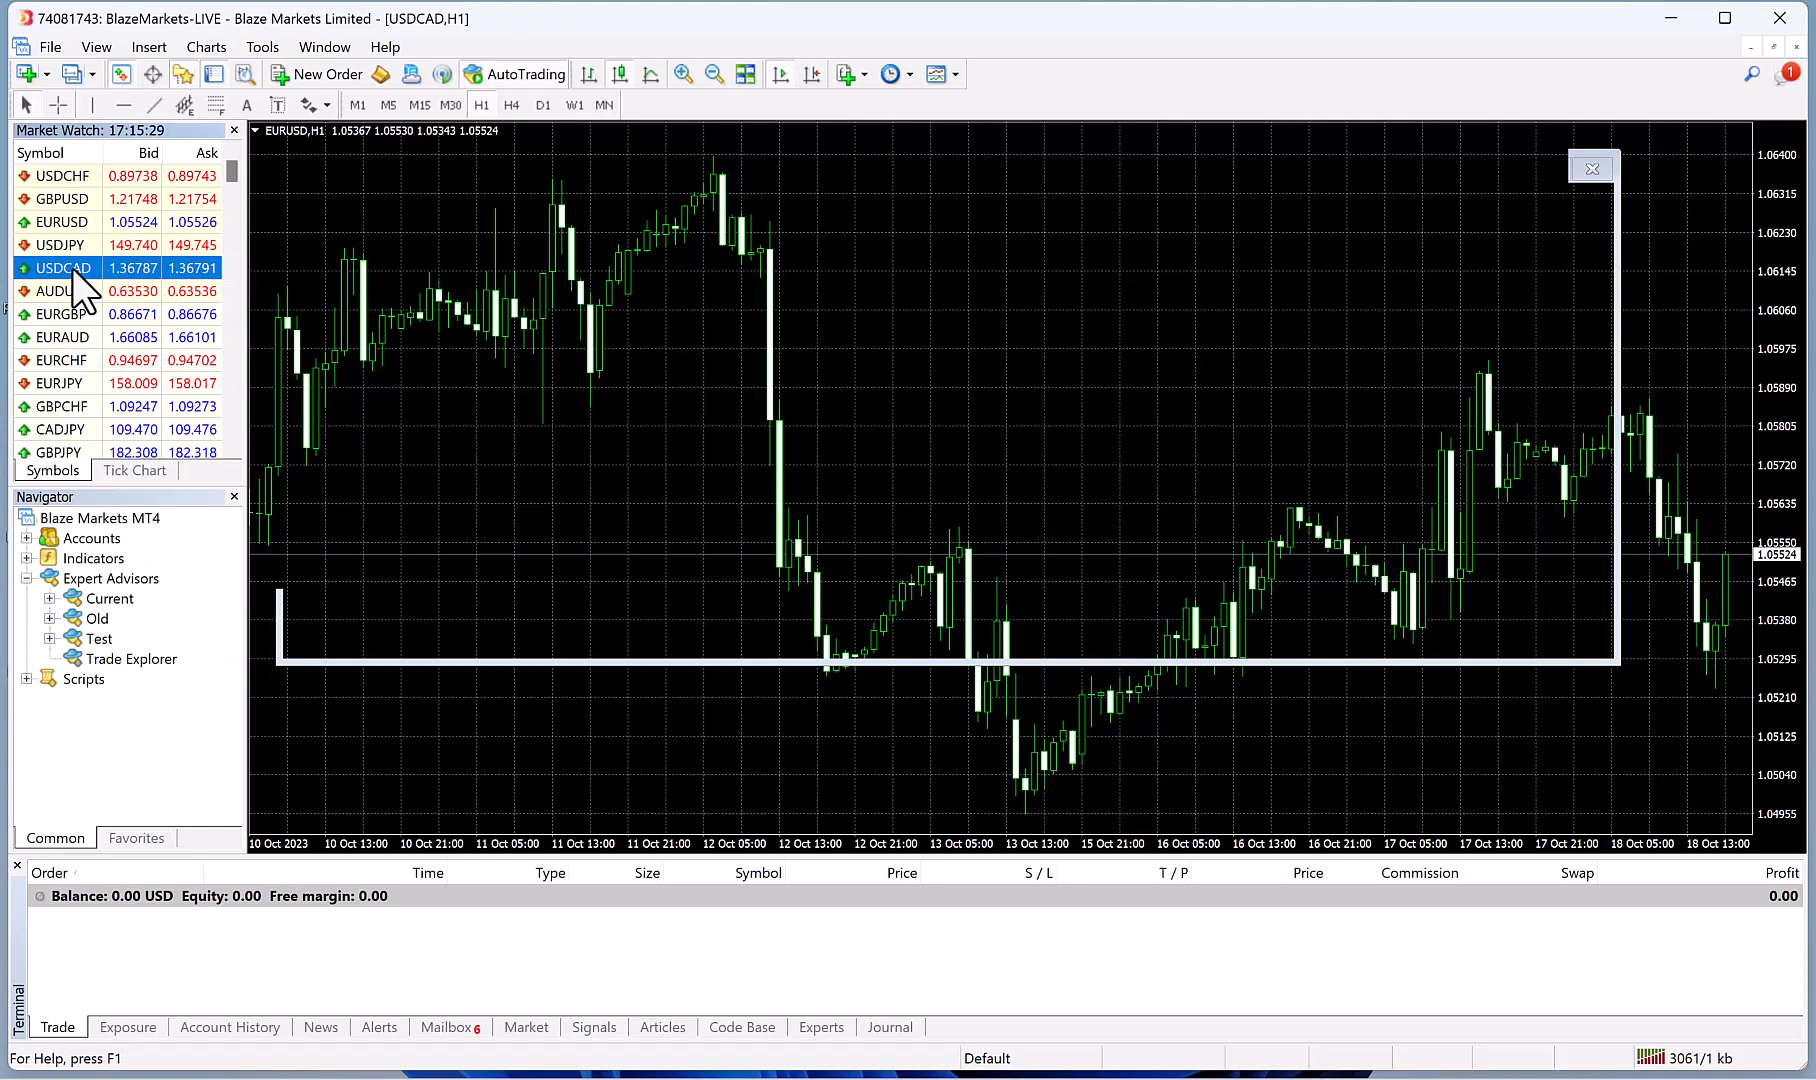 74081743: BlazeMarkets-LIVE - Blaze Markets Limited - [USDCAD,H1]
File View Insert Charts Tools Window Help
New Order AutoTrading 1
A T M1 M5 M15 M30 H1 H4 D1 W1 MN
Market Watch: 17:15:29
Symbol Bid Ask
USDCHF 0.89738 0.89743
GBPUSD 1.21748 1.21754
EURUSD 1.05524 1.05526
USDJPY 149.740 149.745
USDCAD 1.36787 1.36791
AUDU 0.63530 0.63536
EURGBP 0.86671 0.86676
EURAUD 1.66085 1.66101
EURCHF 0.94697 0.94702
EURJPY 158.009 158.017
GBPCHF 1.09247 1.09273
CADJPY 109.470 109.476
GBPJPY 182.308 182.318
Symbols Tick Chart
Navigator
Blaze Markets MT4
Accounts
Indicators
Expert Advisors
Current
Old
Test
Trade Explorer
Scripts
Common Favorites
EURUSD,H1 1.05367 1.05530 1.05343 1.05524
1.06400
1.06315
1.06230
1.06145
1.06060
1.05975
1.05890
1.05805
1.05720
1.05635
1.05550
1.05524
1.05465
1.05380
1.05295
1.05210
1.05125
1.05040
1.04955
10 Oct 2023 10 Oct 13:00 10 Oct 21:00 11 Oct 05:00 11 Oct 13:00 11 Oct 21:00 12 Oct 05:00 12 Oct 13:00 12 Oct 21:00 13 Oct 05:00 13 Oct 13:00 15 Oct 21:00 16 Oct 05:00 16 Oct 13:00 16 Oct 21:00 17 Oct 05:00 17 Oct 13:00 17 Oct 21:00 18 Oct 05:00 18 Oct 13:00
Order Time Type Size Symbol Price S / L T / P Price Commission Swap Profit
Balance: 0.00 USD Equity: 0.00 Free margin: 0.00 0.00
Terminal
Trade Exposure Account History News Alerts Mailbox 6 Market Signals Articles Code Base Experts Journal
For Help, press F1 Default 3061/1 kb